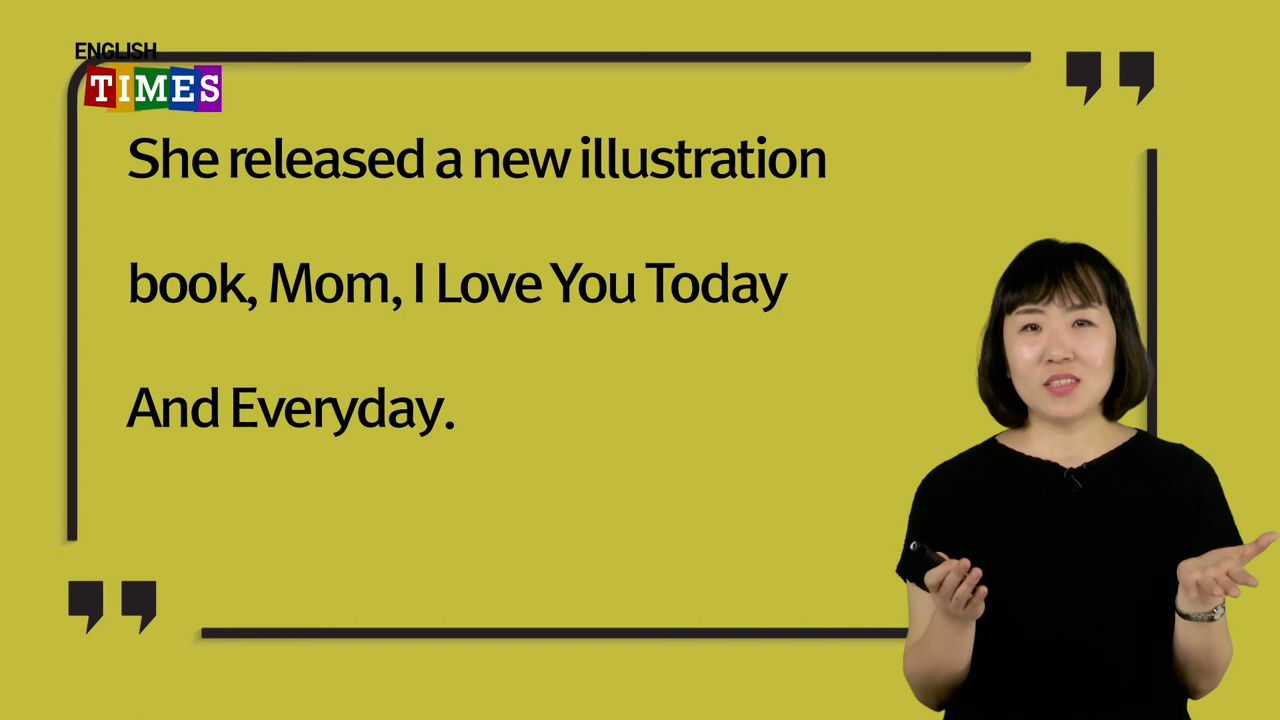 ENGLISH
TIMES
She released a new illustration
book, Mom, I Love You Today
And Everyday.